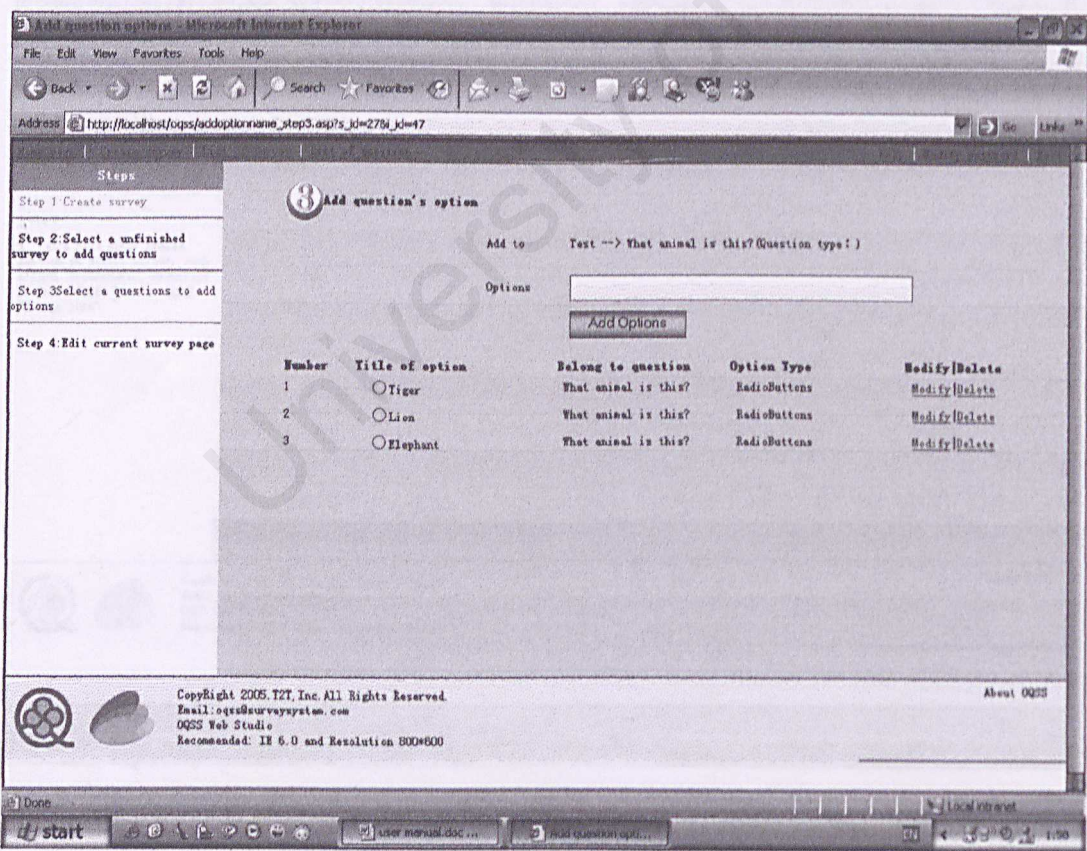 Add question options - Microsoft Internet Explorer
File Edit View Favorites Tools Help
Back Search Favorites
Address http://localhost/oqss/addoptionname_step3.asp?s_id=27&i_id=47 Go Links
Steps
Step 1:Create survey
Step 2:Select a unfinished
survey to add questions
Step 3Select a questions to add
options
Step 4:Edit current survey page
3 Add question's option
Add to Test --> What animal is this?(Question type: )
Options
Add Options
Number Title of option Belong to question Option Type Modify|Delete
1 Tiger What animal is this? RadioButtons Modify|Delete
2 Lion What animal is this? RadioButtons Modify|Delete
3 Elephant What animal is this? RadioButtons Modify|Delete
CopyRight 2005.T2T,Inc.All Rights Reserved.
Email:oqss@surveysystem.com
OQSS Web Studio
Recommended: IE 6.0 and Resolution 800*600
About OQSS
Done Local intranet
start user manual.doc ... Add question opti... 1:50
University